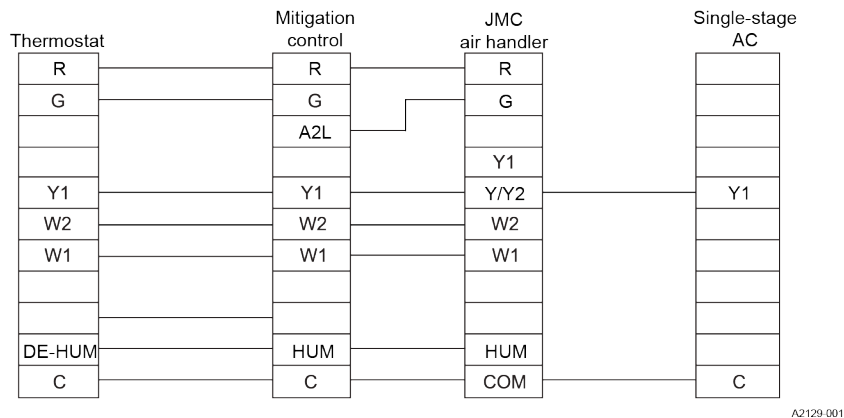 Thermostat
Mitigation
control
JMC
air handler
Single-stage
AC
R R R
G G G
A2L
Y1
Y1 Y1 Y/Y2 Y1
W2 W2 W2
W1 W1 W1
DE-HUM HUM HUM
C C COM C
A2129-001